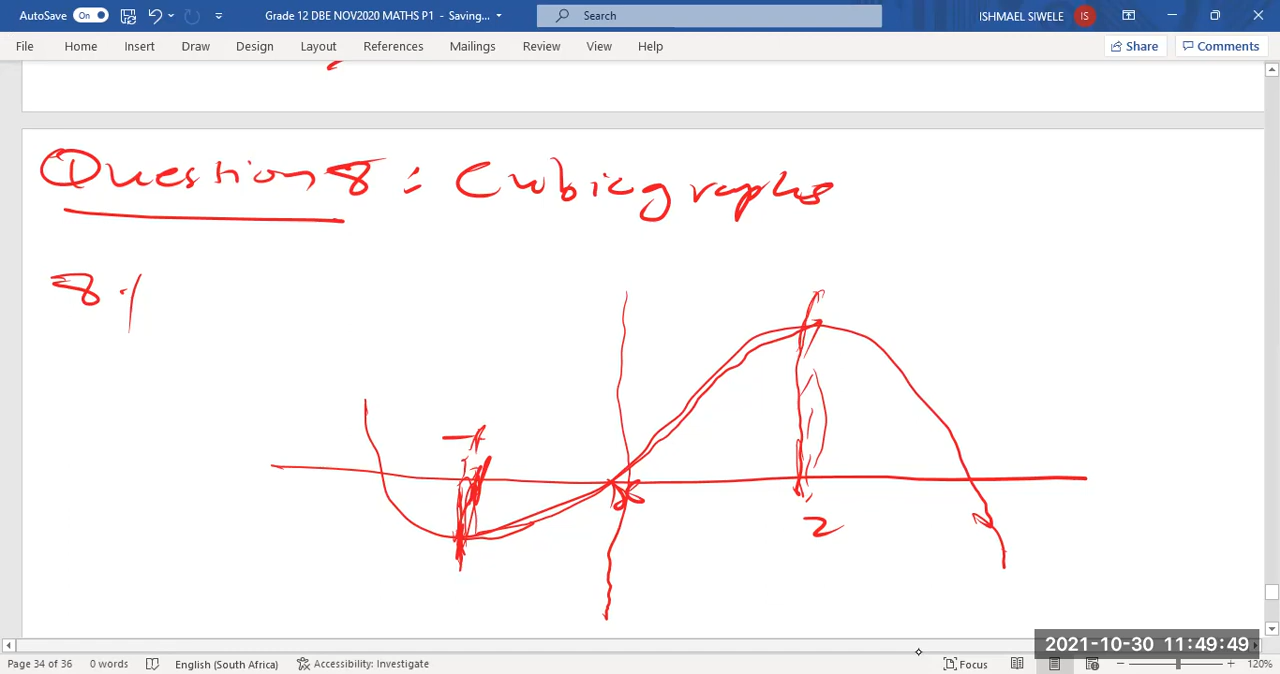 AutoSave On Grade 12 DBE NOV2020 MATHS P1 - Saving... Search ISHMAEL SIWELE IS
File Home Insert Draw Design Layout References Mailings Review View Help Share Comments
Question 8 : Cubic graphs
8.1
-1
2
2021-10-30 11:49:49
Page 34 of 36 0 words English (South Africa) Accessibility: Investigate Focus 120%